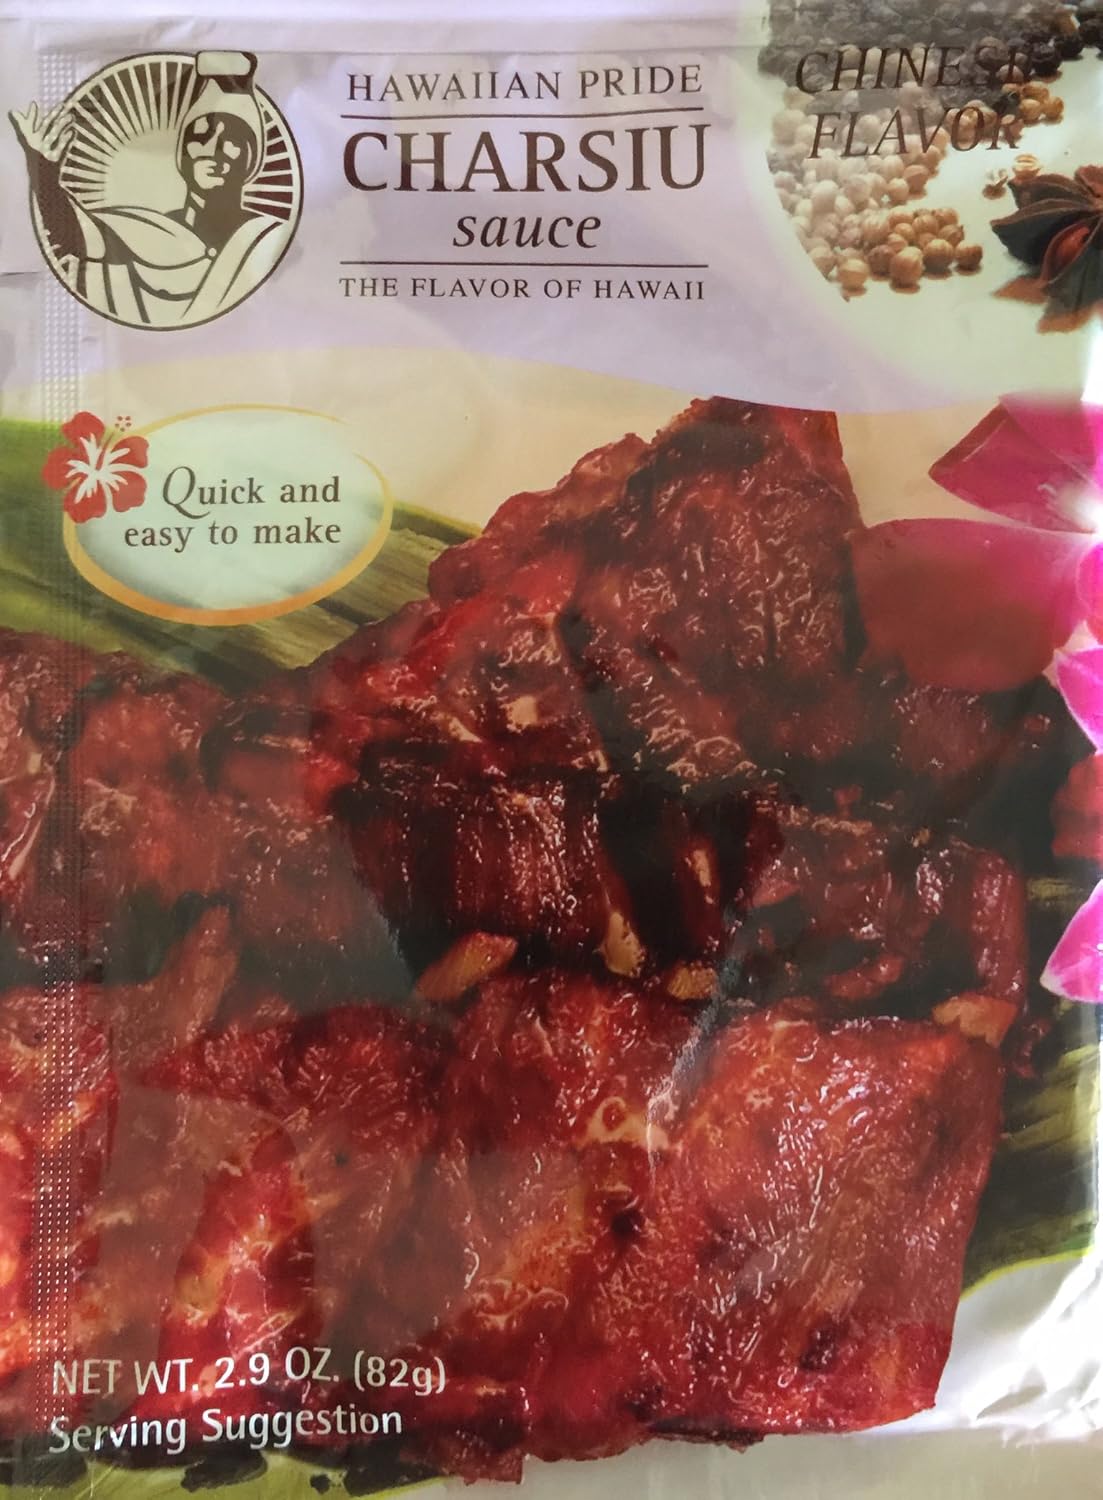 HAWAIIAN PRIDE
CHARSIU
sauce
THE FLAVOR OF HAWAII
CHINESE
FLAVOR
Quick and
easy to make
NET WT. 2.9 OZ. (82g)
Serving Suggestion